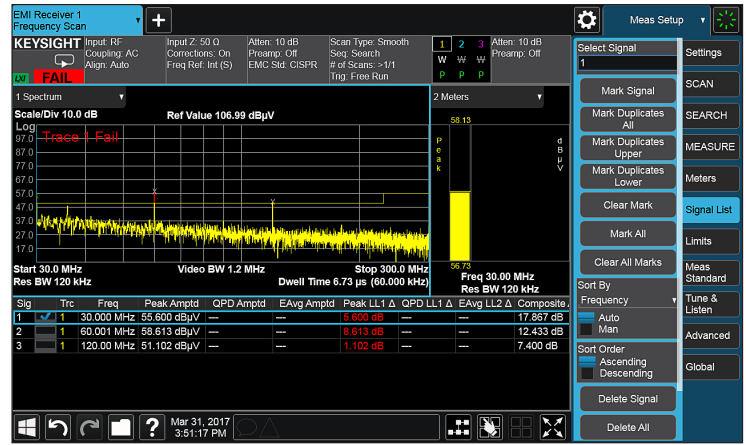 EMI Receiver 1
Frequency Scan
Meas Setup
KEYSIGHT
Input: RF
Coupling: AC
Align: Auto
Input Z: 50 Ω
Corrections: On
Freq Ref: Int (S)
Atten: 10 dB
Preamp: Off
EMC Std: CISPR
Scan Type: Smooth
Seq: Search
# of Scans: >1/1
Trig: Free Run
1 2 3
W W W
P P P
Atten: 10 dB
Preamp: Off
LXI
FAIL
1 Spectrum
Scale/Div 10.0 dB
Ref Value 106.99 dBµV
Log
Trace 1 Fail
97.0
87.0
77.0
67.0
57.0
47.0
37.0
27.0
17.0
Start 30.0 MHz
Res BW 120 kHz
Video BW 1.2 MHz
Stop 300.0 MHz
Dwell Time 6.73 µs (60.000 kHz)
2 Meters
58.13
Peak
dBµV
56.73
Freq 30.00 MHz
Res BW 120 kHz
Sig Trc Freq Peak Amptd QPD Amptd EAvg Amptd Peak LL1 Δ QPD LL1 Δ EAvg LL2 Δ Composite
1 1 30.000 MHz 55.600 dBµV --- --- 5.600 dB --- --- 17.867 dB
2 1 60.001 MHz 58.613 dBµV --- --- 8.613 dB --- --- 12.433 dB
3 1 120.00 MHz 51.102 dBµV --- --- 1.102 dB --- --- 7.400 dB
Mar 31, 2017
3:51:17 PM
Select Signal
1
Mark Signal
Mark Duplicates
All
Mark Duplicates
Upper
Mark Duplicates
Lower
Clear Mark
Mark All
Clear All Marks
Sort By
Frequency
Auto
Man
Sort Order
Ascending
Descending
Delete Signal
Delete All
Settings
SCAN
SEARCH
MEASURE
Meters
Signal List
Limits
Meas
Standard
Tune &
Listen
Advanced
Global